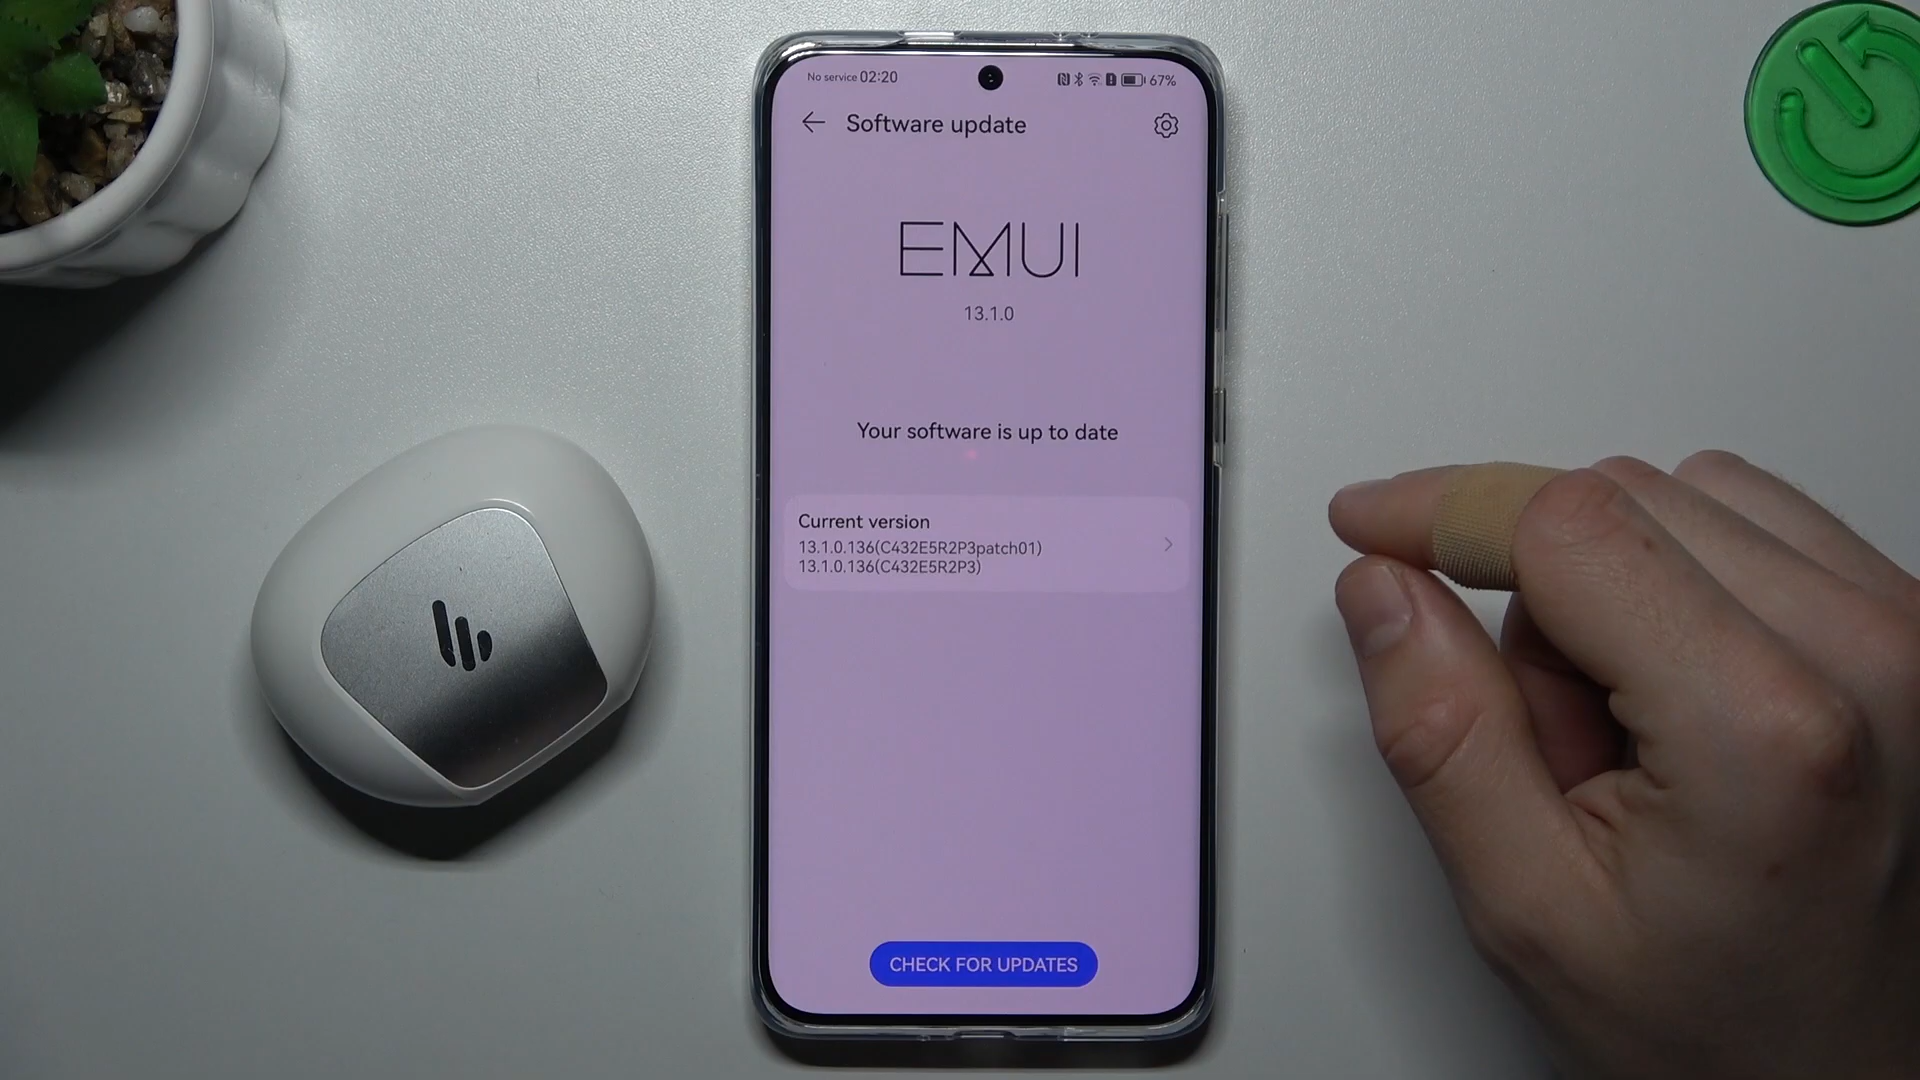 No service 02:20
67%
Software update
EMUI
13.1.0
Your software is up to date
Current version
13.1.0.136(C432E5R2P3patch01)
13.1.0.136(C432E5R2P3)
CHECK FOR UPDATES